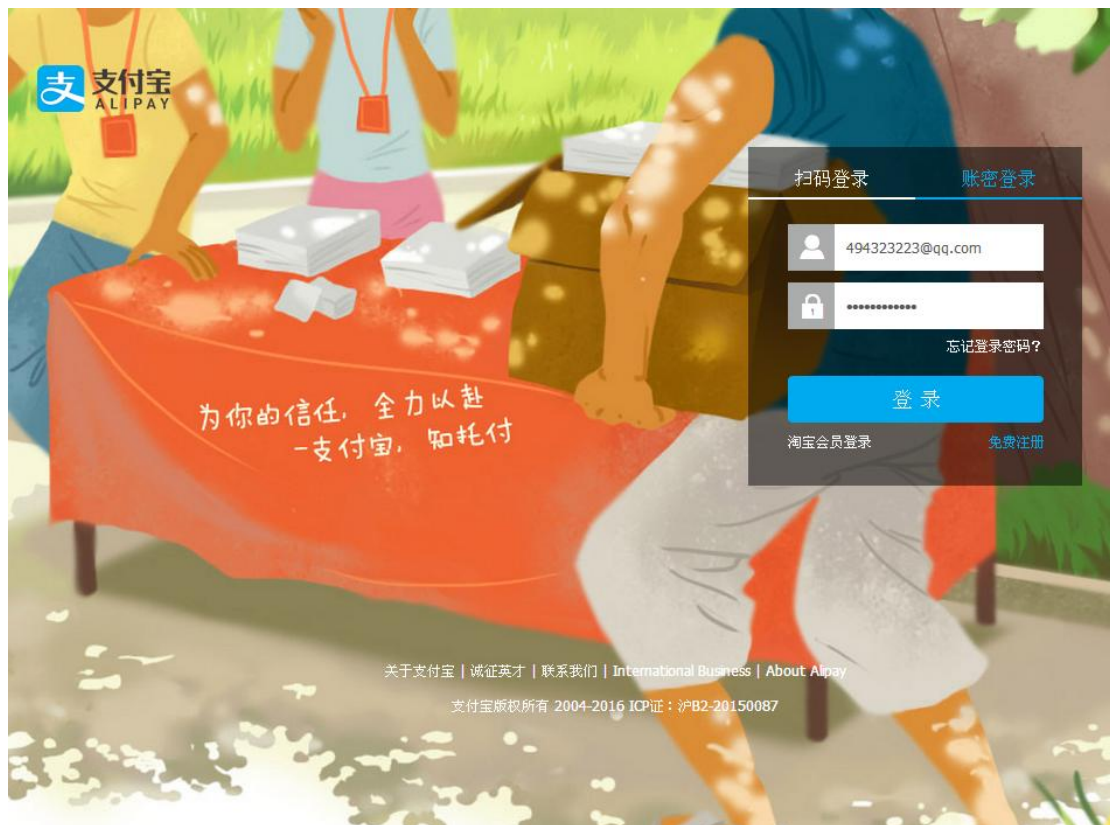 支付宝
ALIPAY
扫码登录 账密登录
494323223@qq.com
••••••••••••
忘记登录密码?
登 录
淘宝会员登录 免费注册
为你的信任, 全力以赴
-支付宝, 知托付
关于支付宝 | 诚征英才 | 联系我们 | International Business | About Alipay
支付宝版权所有 2004-2016 ICP证：沪B2-20150087